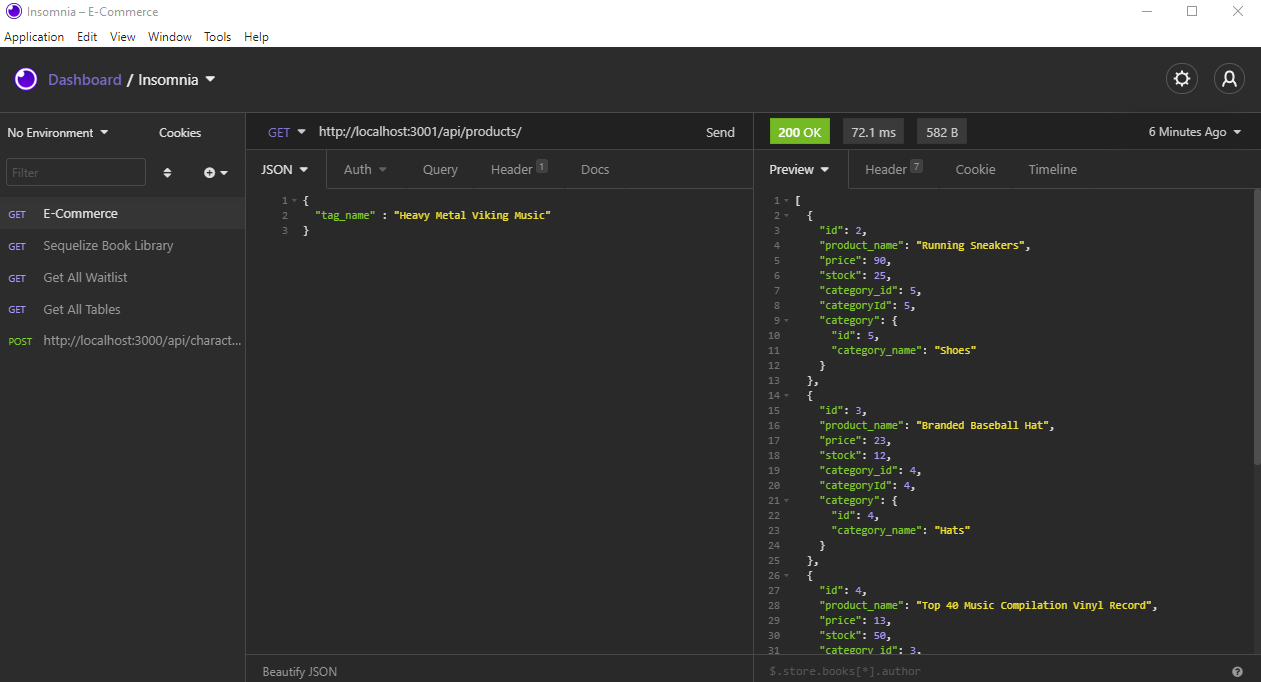 Insomnia – E-Commerce
Application Edit View Window Tools Help
Dashboard / Insomnia
No Environment Cookies
Filter
GET E-Commerce
GET Sequelize Book Library
GET Get All Waitlist
GET Get All Tables
POST http://localhost:3000/api/charact...
GET http://localhost:3001/api/products/ Send
JSON Auth Query Header 1 Docs
1 {
2 "tag_name" : "Heavy Metal Viking Music"
3 }
Beautify JSON
200 OK 72.1 ms 582 B 6 Minutes Ago
Preview Header 7 Cookie Timeline
1 [
2 {
3 "id": 2,
4 "product_name": "Running Sneakers",
5 "price": 90,
6 "stock": 25,
7 "category_id": 5,
8 "categoryId": 5,
9 "category": {
10 "id": 5,
11 "category_name": "Shoes"
12 }
13 },
14 {
15 "id": 3,
16 "product_name": "Branded Baseball Hat",
17 "price": 23,
18 "stock": 12,
19 "category_id": 4,
20 "categoryId": 4,
21 "category": {
22 "id": 4,
23 "category_name": "Hats"
24 }
25 },
26 {
27 "id": 4,
28 "product_name": "Top 40 Music Compilation Vinyl Record",
29 "price": 13,
30 "stock": 50,
31 "category_id": 3,
$.store.books[*].author